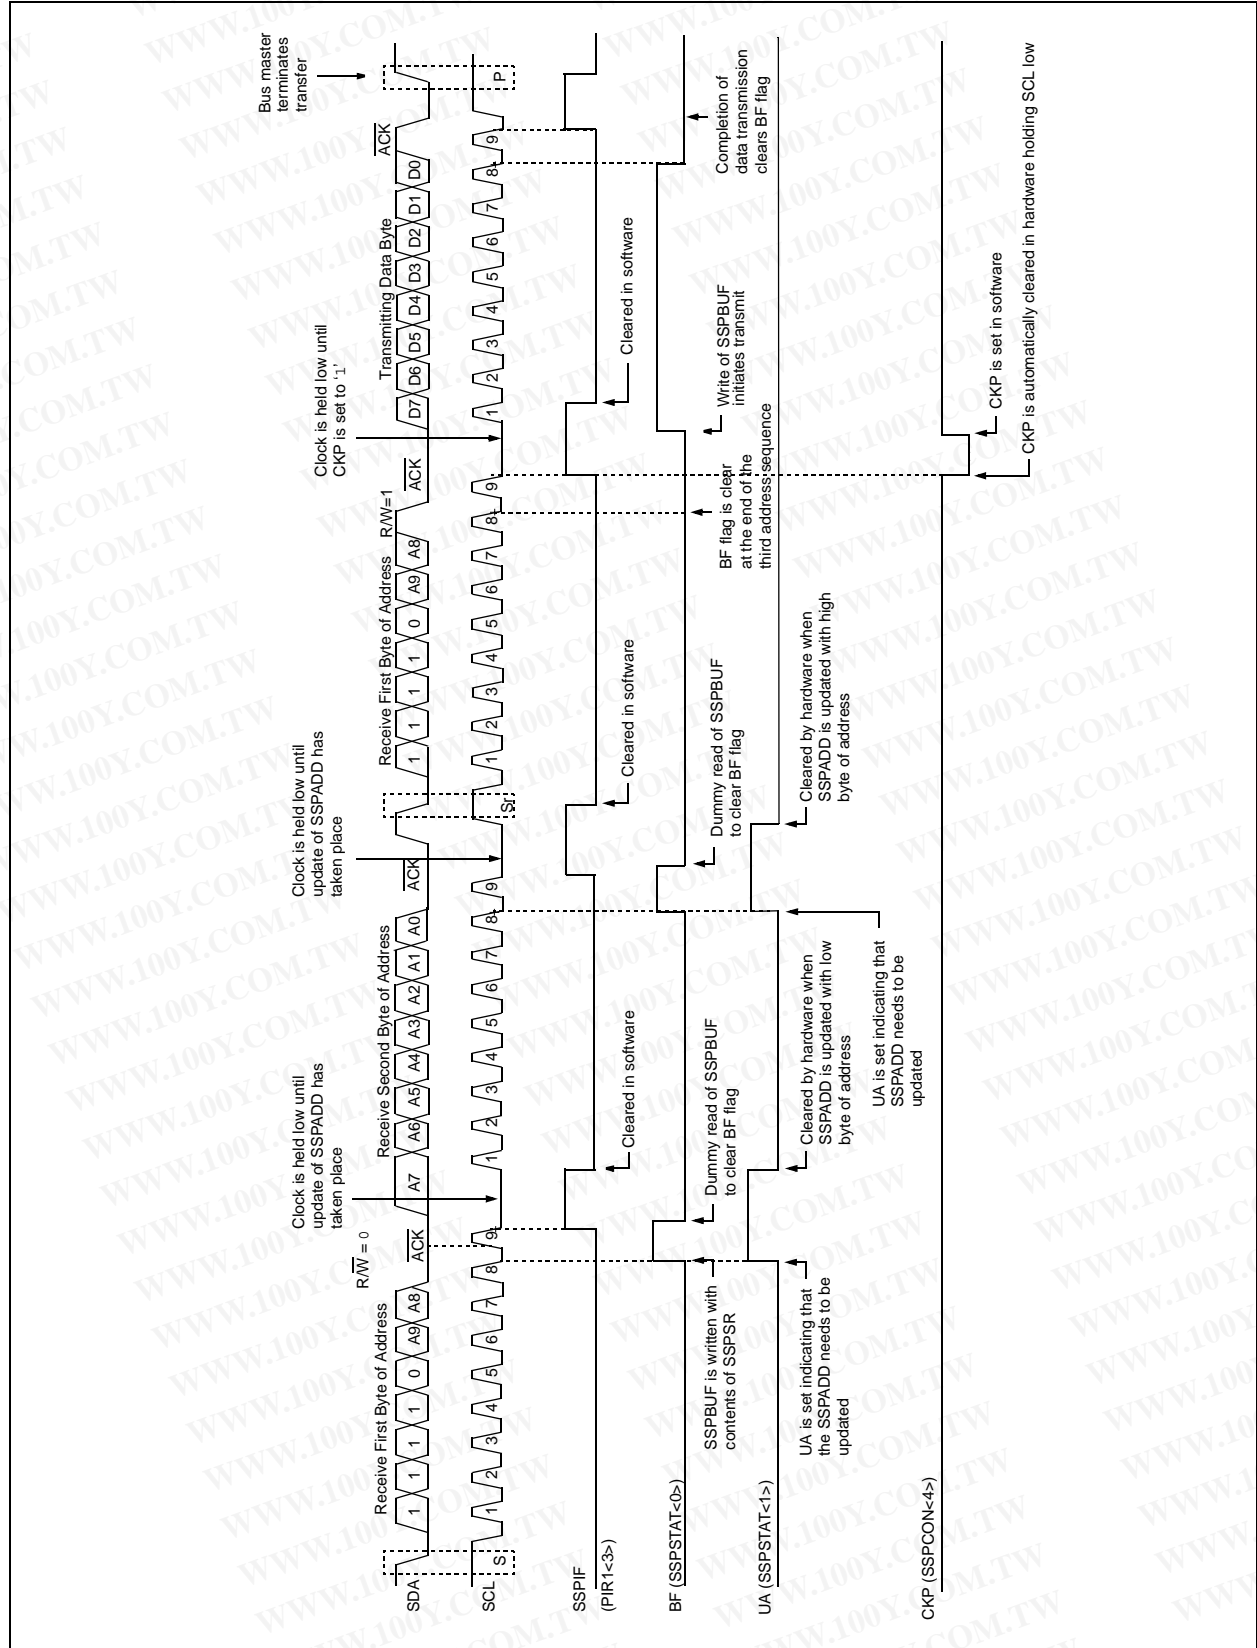 Bus master
terminates
transfer
Clock is held low until
update of SSPADD has
taken place
Clock is held low until
update of SSPADD has
taken place
Clock is held low until
CKP is set to '1'
R/W = 0
R/W=1
Receive First Byte of Address
Receive Second Byte of Address
Receive First Byte of Address
Transmitting Data Byte
SDA
1 1 1 1 0 A9 A8 ACK
A7 A6 A5 A4 A3 A2 A1 A0 ACK
1 1 1 1 0 A9 A8 ACK
D7 D6 D5 D4 D3 D2 D1 D0 ACK
SCL
S 1 2 3 4 5 6 7 8 9
1 2 3 4 5 6 7 8 9
Sr 1 2 3 4 5 6 7 8 9
1 2 3 4 5 6 7 8 9 P
SSPIF
(PIR1<3>)
Cleared in software
Cleared in software
Cleared in software
BF (SSPSTAT<0>)
SSPBUF is written with
contents of SSPSR
Dummy read of SSPBUF
to clear BF flag
Dummy read of SSPBUF
to clear BF flag
BF flag is clear
at the end of the
third address sequence
Write of SSPBUF
initiates transmit
Completion of
data transmission
clears BF flag
UA (SSPSTAT<1>)
UA is set indicating that
the SSPADD needs to be
updated
Cleared by hardware when
SSPADD is updated with low
byte of address
UA is set indicating that
SSPADD needs to be
updated
Cleared by hardware when
SSPADD is updated with high
byte of address
CKP (SSPCON<4>)
CKP is set in software
CKP is automatically cleared in hardware holding SCL low
WWW.100Y.COM.TW